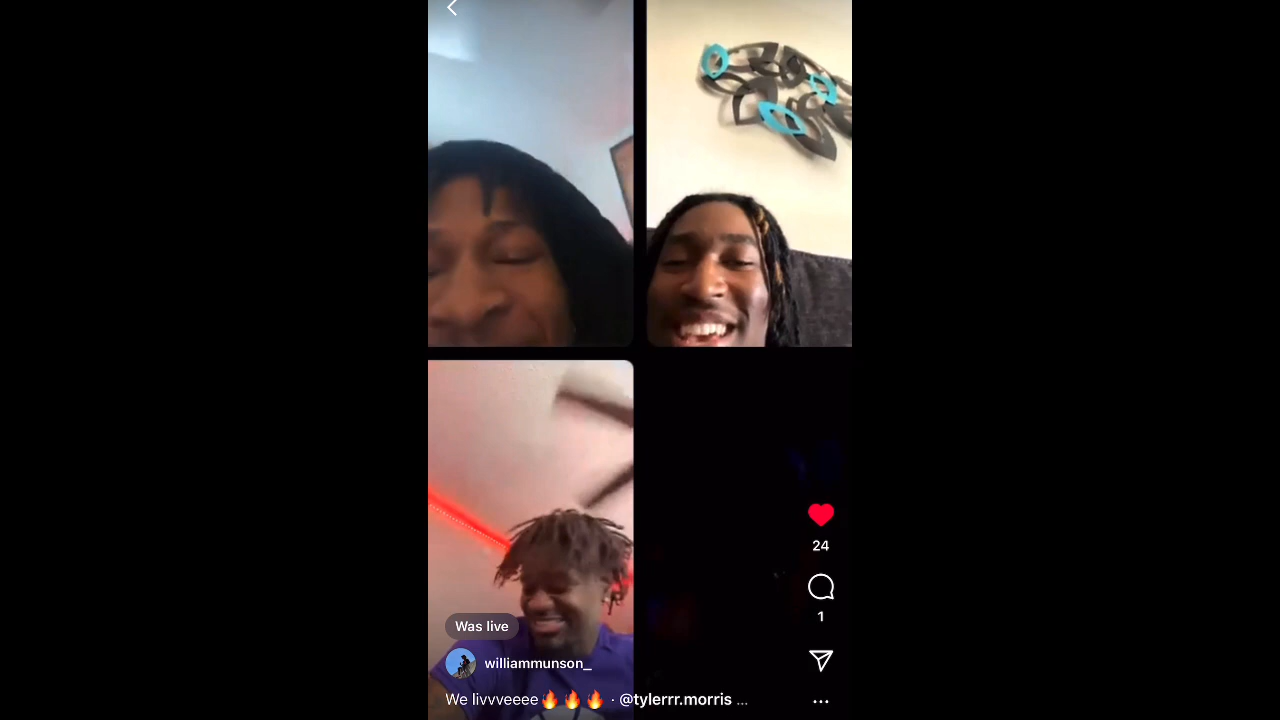 24
1
Was live
williammunson_
We livvveeee🔥🔥🔥 · @tylerrr.morris ...